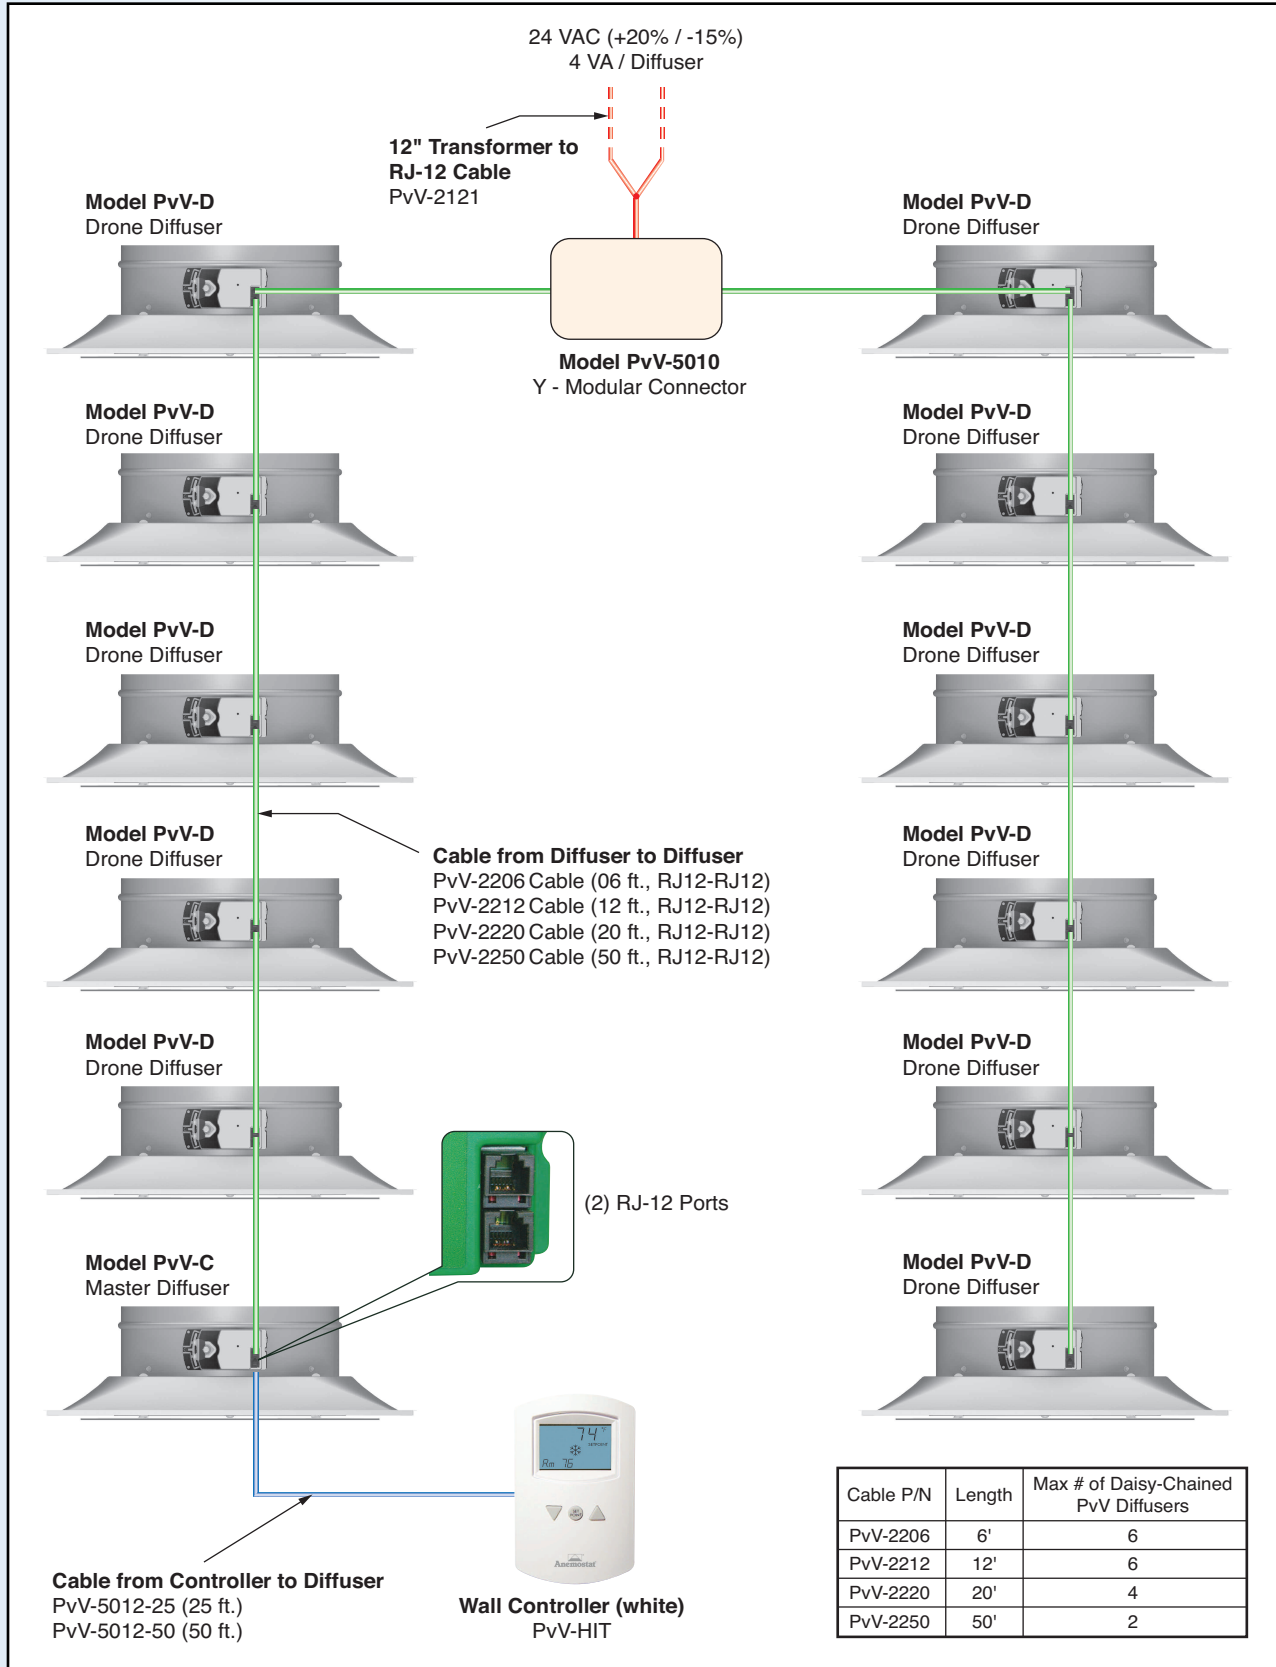 24 VAC (+20% / -15%)
4 VA / Diffuser
12" Transformer to
RJ-12 Cable
PvV-2121
Model PvV-D
Drone Diffuser
Model PvV-D
Drone Diffuser
Model PvV-5010
Y - Modular Connector
Model PvV-D
Drone Diffuser
Model PvV-D
Drone Diffuser
Model PvV-D
Drone Diffuser
Model PvV-D
Drone Diffuser
Model PvV-D
Drone Diffuser
Model PvV-D
Drone Diffuser
Cable from Diffuser to Diffuser
PvV-2206 Cable (06 ft., RJ12-RJ12)
PvV-2212 Cable (12 ft., RJ12-RJ12)
PvV-2220 Cable (20 ft., RJ12-RJ12)
PvV-2250 Cable (50 ft., RJ12-RJ12)
Model PvV-D
Drone Diffuser
Model PvV-D
Drone Diffuser
(2) RJ-12 Ports
Model PvV-C
Master Diffuser
Model PvV-D
Drone Diffuser
74 °F
Rm 76
SET POINT
Anemostat
Cable from Controller to Diffuser
PvV-5012-25 (25 ft.)
PvV-5012-50 (50 ft.)
Wall Controller (white)
PvV-HIT
Cable P/N Length Max # of Daisy-Chained PvV Diffusers
PvV-2206 6' 6
PvV-2212 12' 6
PvV-2220 20' 4
PvV-2250 50' 2